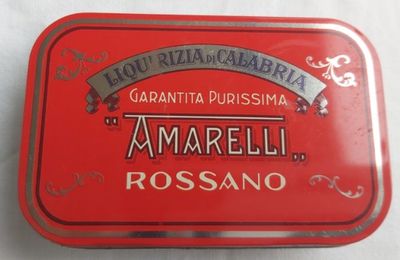 LIQU'RIZIA DI CALABRIA
GARANTITA PURISSIMA
"AMARELLI„
ROSSANO